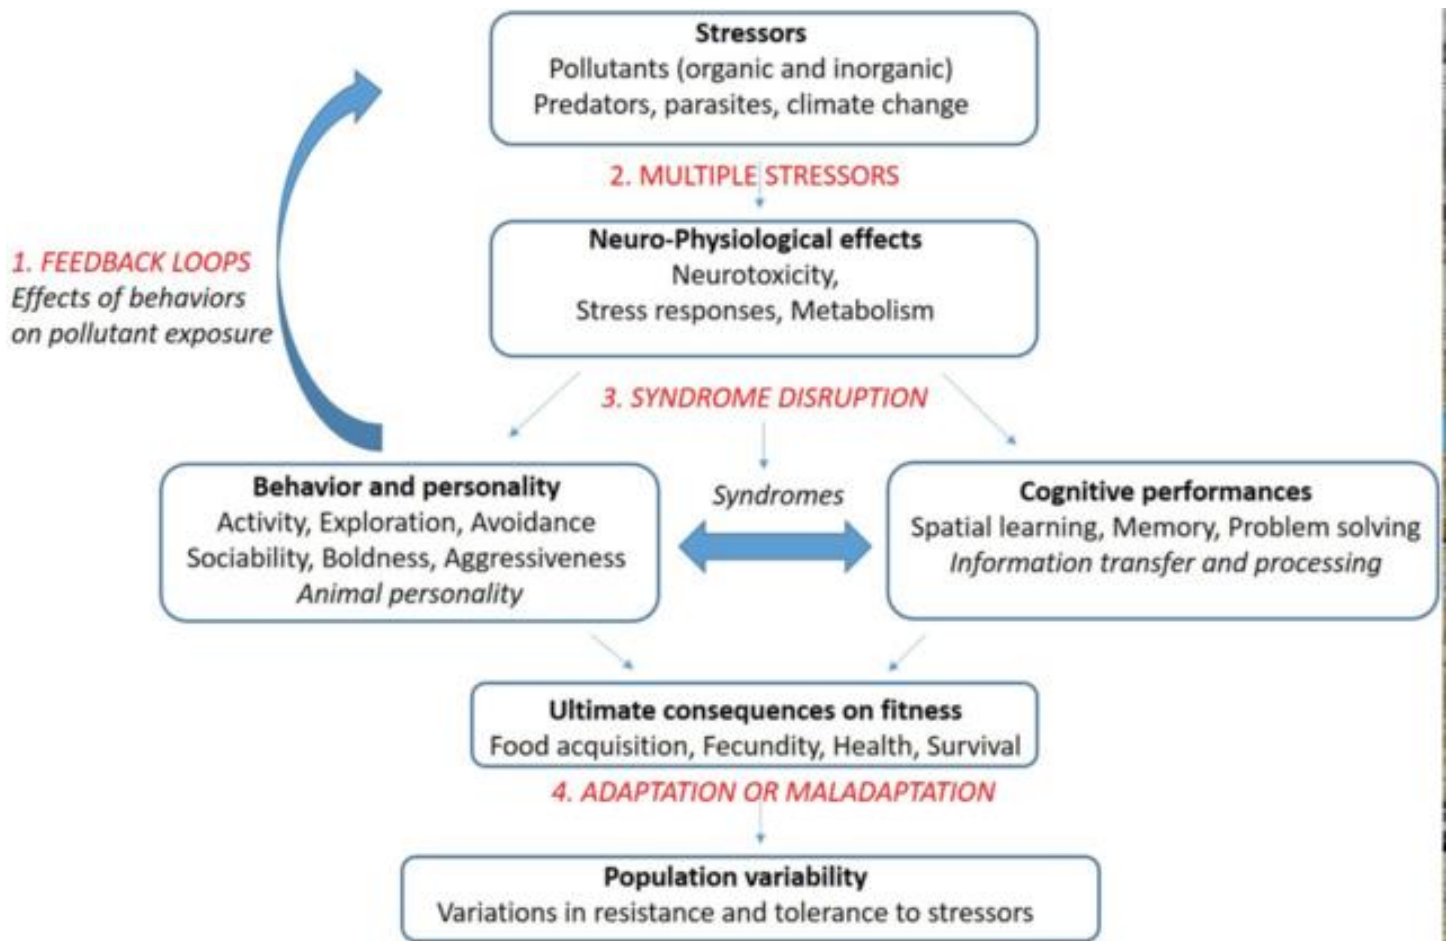 Stressors
Pollutants (organic and inorganic)
Predators, parasites, climate change
2. MULTIPLE STRESSORS
Neuro-Physiological effects
Neurotoxicity,
Stress responses, Metabolism
1. FEEDBACK LOOPS
Effects of behaviors
on pollutant exposure
3. SYNDROME DISRUPTION
Behavior and personality
Activity, Exploration, Avoidance
Sociability, Boldness, Aggressiveness
Animal personality
Syndromes
Cognitive performances
Spatial learning, Memory, Problem solving
Information transfer and processing
Ultimate consequences on fitness
Food acquisition, Fecundity, Health, Survival
4. ADAPTATION OR MALADAPTATION
Population variability
Variations in resistance and tolerance to stressors